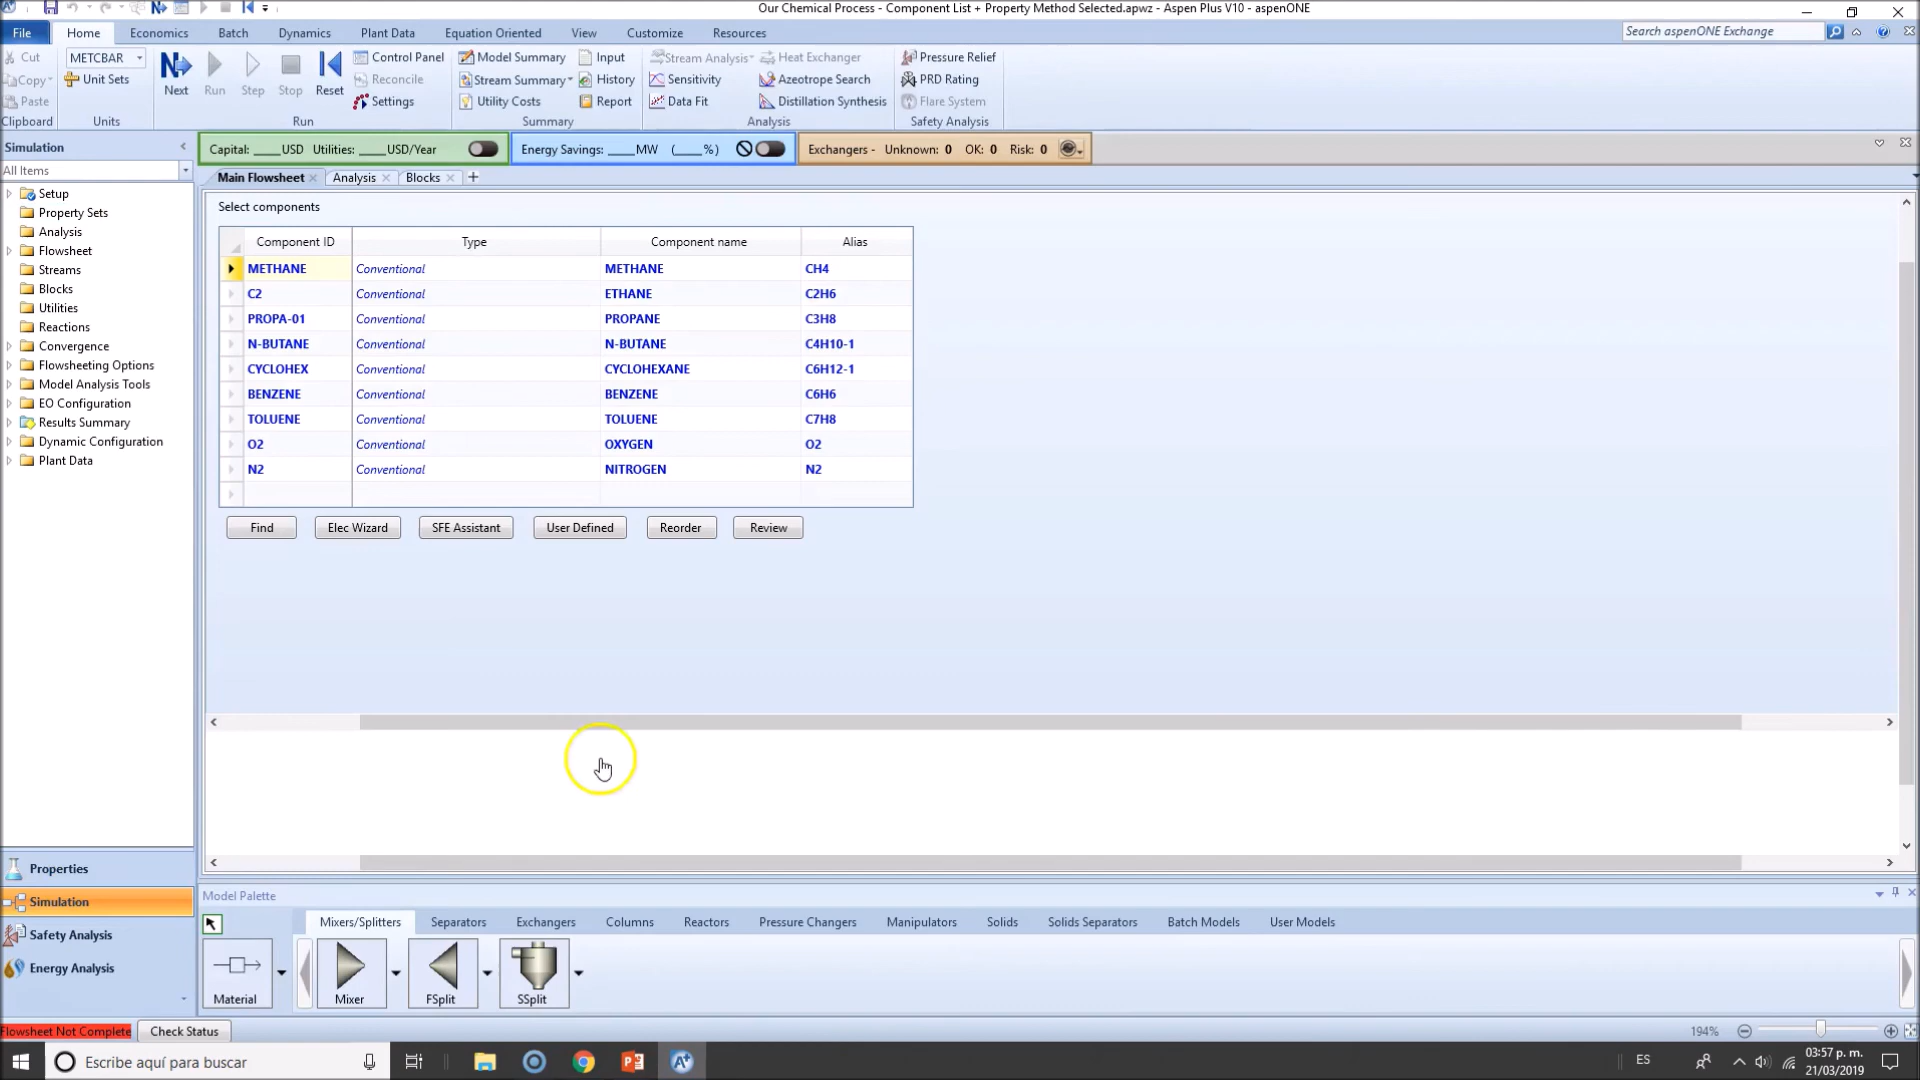 Our Chemical Process - Component List + Property Method Selected.apwz - Aspen Plus V10 - aspenONE
File Home Economics Batch Dynamics Plant Data Equation Oriented View Customize Resources Search aspenONE Exchange
Cut METCBAR Control Panel Model Summary Input Stream Analysis Heat Exchanger Pressure Relief
Copy Unit Sets Next Run Step Stop Reset Reconcile Stream Summary History Sensitivity Azeotrope Search PRD Rating
Paste Settings Utility Costs Report Data Fit Distillation Synthesis Flare System
Clipboard Units Run Summary Analysis Safety Analysis
Simulation Capital: ____USD Utilities: ____USD/Year Energy Savings: ____MW (____%) Exchangers - Unknown: 0 OK: 0 Risk: 0
All Items Main Flowsheet Analysis Blocks +
Setup
Property Sets
Analysis
Flowsheet
Streams
Blocks
Utilities
Reactions
Convergence
Flowsheeting Options
Model Analysis Tools
EO Configuration
Results Summary
Dynamic Configuration
Plant Data
Select components
Component ID Type Component name Alias
METHANE Conventional METHANE CH4
C2 Conventional ETHANE C2H6
PROPA-01 Conventional PROPANE C3H8
N-BUTANE Conventional N-BUTANE C4H10-1
CYCLOHEX Conventional CYCLOHEXANE C6H12-1
BENZENE Conventional BENZENE C6H6
TOLUENE Conventional TOLUENE C7H8
O2 Conventional OXYGEN O2
N2 Conventional NITROGEN N2
Find Elec Wizard SFE Assistant User Defined Reorder Review
Properties
Simulation
Safety Analysis
Energy Analysis
Model Palette
Mixers/Splitters Separators Exchangers Columns Reactors Pressure Changers Manipulators Solids Solids Separators Batch Models User Models
Material Mixer FSplit SSplit
Flowsheet Not Complete Check Status 194%
Escribe aquí para buscar ES 03:57 p. m.
21/03/2019